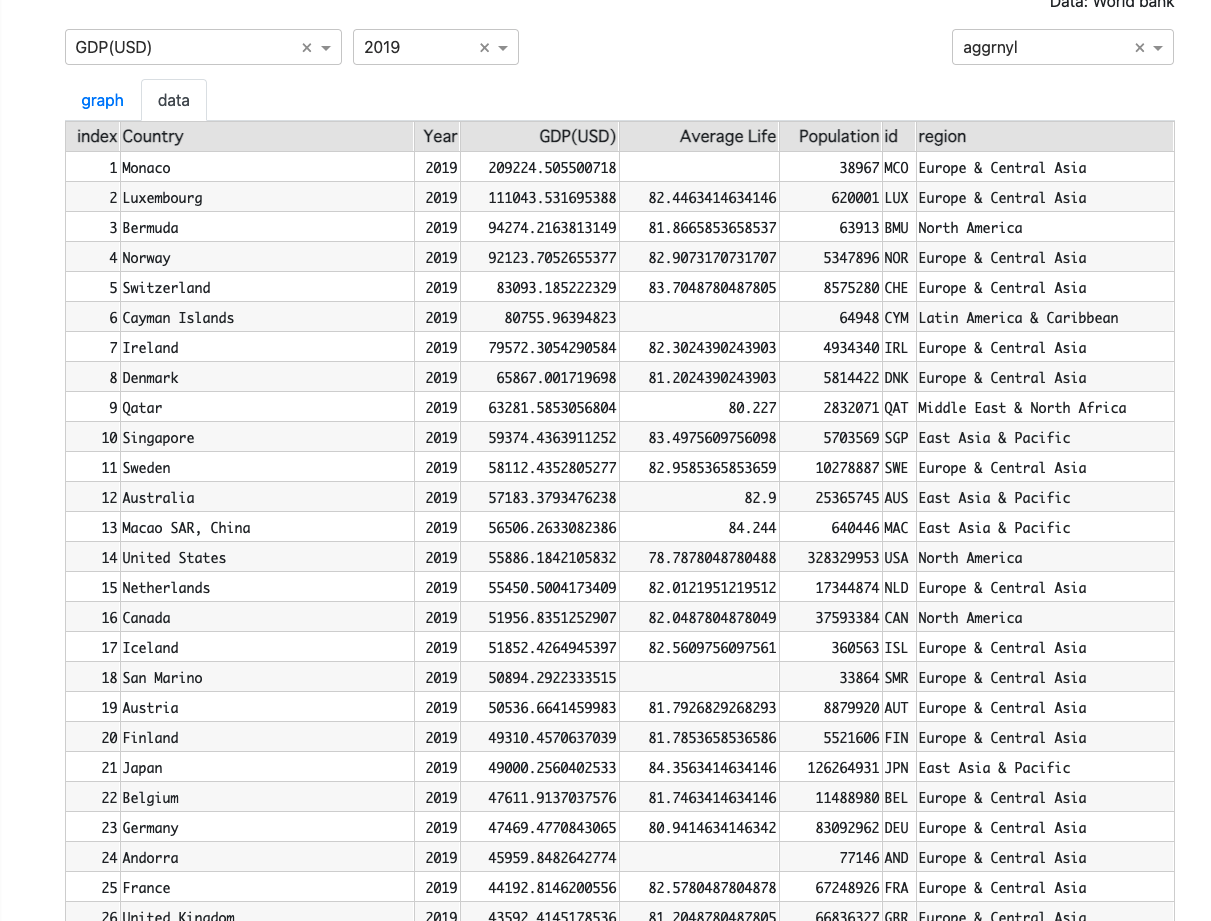 Data: World bank
GDP(USD) × 2019 × aggrnyl ×
graph data
index Country Year GDP(USD) Average Life Population id region
1 Monaco 2019 209224.505500718 38967 MCO Europe & Central Asia
2 Luxembourg 2019 111043.531695388 82.4463414634146 620001 LUX Europe & Central Asia
3 Bermuda 2019 94274.2163813149 81.8665853658537 63913 BMU North America
4 Norway 2019 92123.7052655377 82.9073170731707 5347896 NOR Europe & Central Asia
5 Switzerland 2019 83093.185222329 83.7048780487805 8575280 CHE Europe & Central Asia
6 Cayman Islands 2019 80755.96394823 64948 CYM Latin America & Caribbean
7 Ireland 2019 79572.3054290584 82.3024390243903 4934340 IRL Europe & Central Asia
8 Denmark 2019 65867.001719698 81.2024390243903 5814422 DNK Europe & Central Asia
9 Qatar 2019 63281.5853056804 80.227 2832071 QAT Middle East & North Africa
10 Singapore 2019 59374.4363911252 83.4975609756098 5703569 SGP East Asia & Pacific
11 Sweden 2019 58112.4352805277 82.9585365853659 10278887 SWE Europe & Central Asia
12 Australia 2019 57183.3793476238 82.9 25365745 AUS East Asia & Pacific
13 Macao SAR, China 2019 56506.2633082386 84.244 640446 MAC East Asia & Pacific
14 United States 2019 55886.1842105832 78.7878048780488 328329953 USA North America
15 Netherlands 2019 55450.5004173409 82.0121951219512 17344874 NLD Europe & Central Asia
16 Canada 2019 51956.8351252907 82.0487804878049 37593384 CAN North America
17 Iceland 2019 51852.4264945397 82.5609756097561 360563 ISL Europe & Central Asia
18 San Marino 2019 50894.2922333515 33864 SMR Europe & Central Asia
19 Austria 2019 50536.6641459983 81.7926829268293 8879920 AUT Europe & Central Asia
20 Finland 2019 49310.4570637039 81.7853658536586 5521606 FIN Europe & Central Asia
21 Japan 2019 49000.2560402533 84.3563414634146 126264931 JPN East Asia & Pacific
22 Belgium 2019 47611.9137037576 81.7463414634146 11488980 BEL Europe & Central Asia
23 Germany 2019 47469.4770843065 80.9414634146342 83092962 DEU Europe & Central Asia
24 Andorra 2019 45959.8482642774 77146 AND Europe & Central Asia
25 France 2019 44192.8146200556 82.5780487804878 67248926 FRA Europe & Central Asia
26 United Kingdom 2019 43592.4145178536 81.2048780487805 66836327 GBR Europe & Central Asia